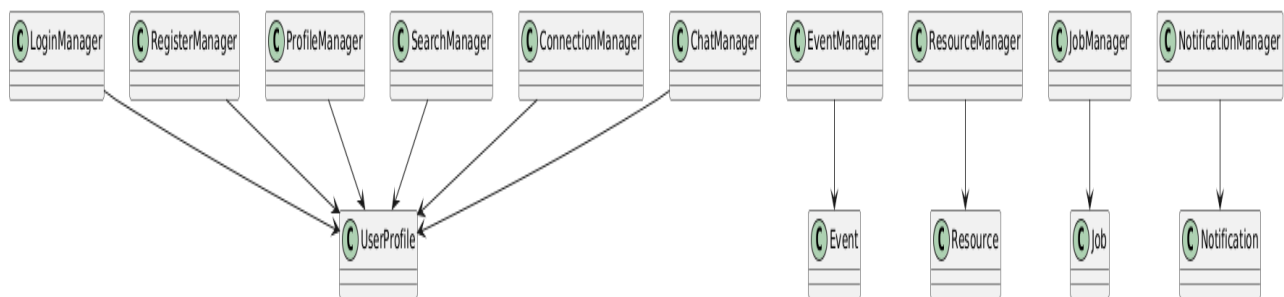 C LoginManager
C RegisterManager
C ProfileManager
C SearchManager
C ConnectionManager
C ChatManager
C EventManager
C ResourceManager
C JobManager
C NotificationManager
C UserProfile
C Event
C Resource
C Job
C Notification